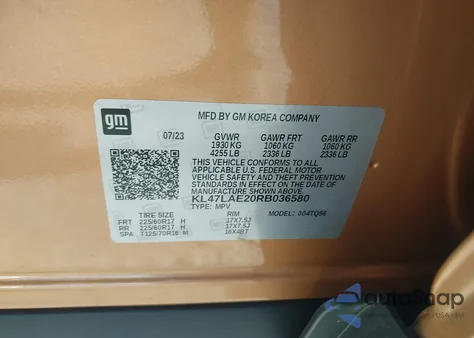 gm
MFD BY GM KOREA COMPANY
07/23 GVWR GAWR FRT GAWR RR
1930 KG 1060 KG 1060 KG
4255 LB 2336 LB 2336 LB
THIS VEHICLE CONFORMS TO ALL
APPLICABLE U.S. FEDERAL MOTOR
VEHICLE SAFETY AND THEFT
PREVENTION STANDARDS IN
EFFECT ON THE DATE OF
MANUFACTURE SHOWN ABOVE.
KL47LAE20RB036580
TYPE: MPV MODEL: 004TQ56
TIRE SIZE RIM
FRT 225/60R17 H 17X7.5J
RR 225/60R17 H 17X7.5J
SPA T125/70R16 M 16X4BT
AutoSnap